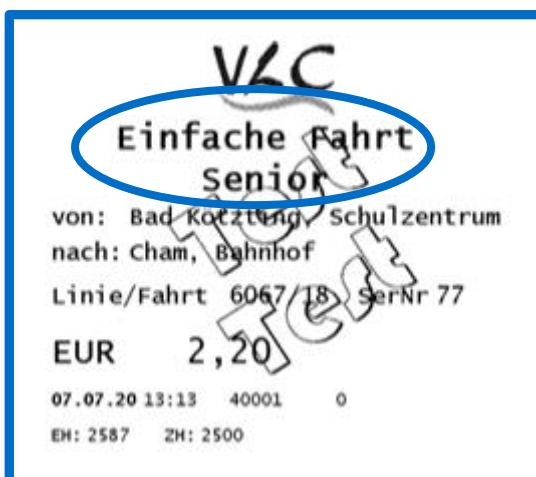 VLC
Einfache Fahrt
Senior
von: Bad Kötzting, Schulzentrum
nach: Cham, Bahnhof
Linie/Fahrt 6067/18 SerNr 77
EUR 2,20
07.07.20 13:13 40001 0
EH: 2587 ZH: 2500
Test
Test